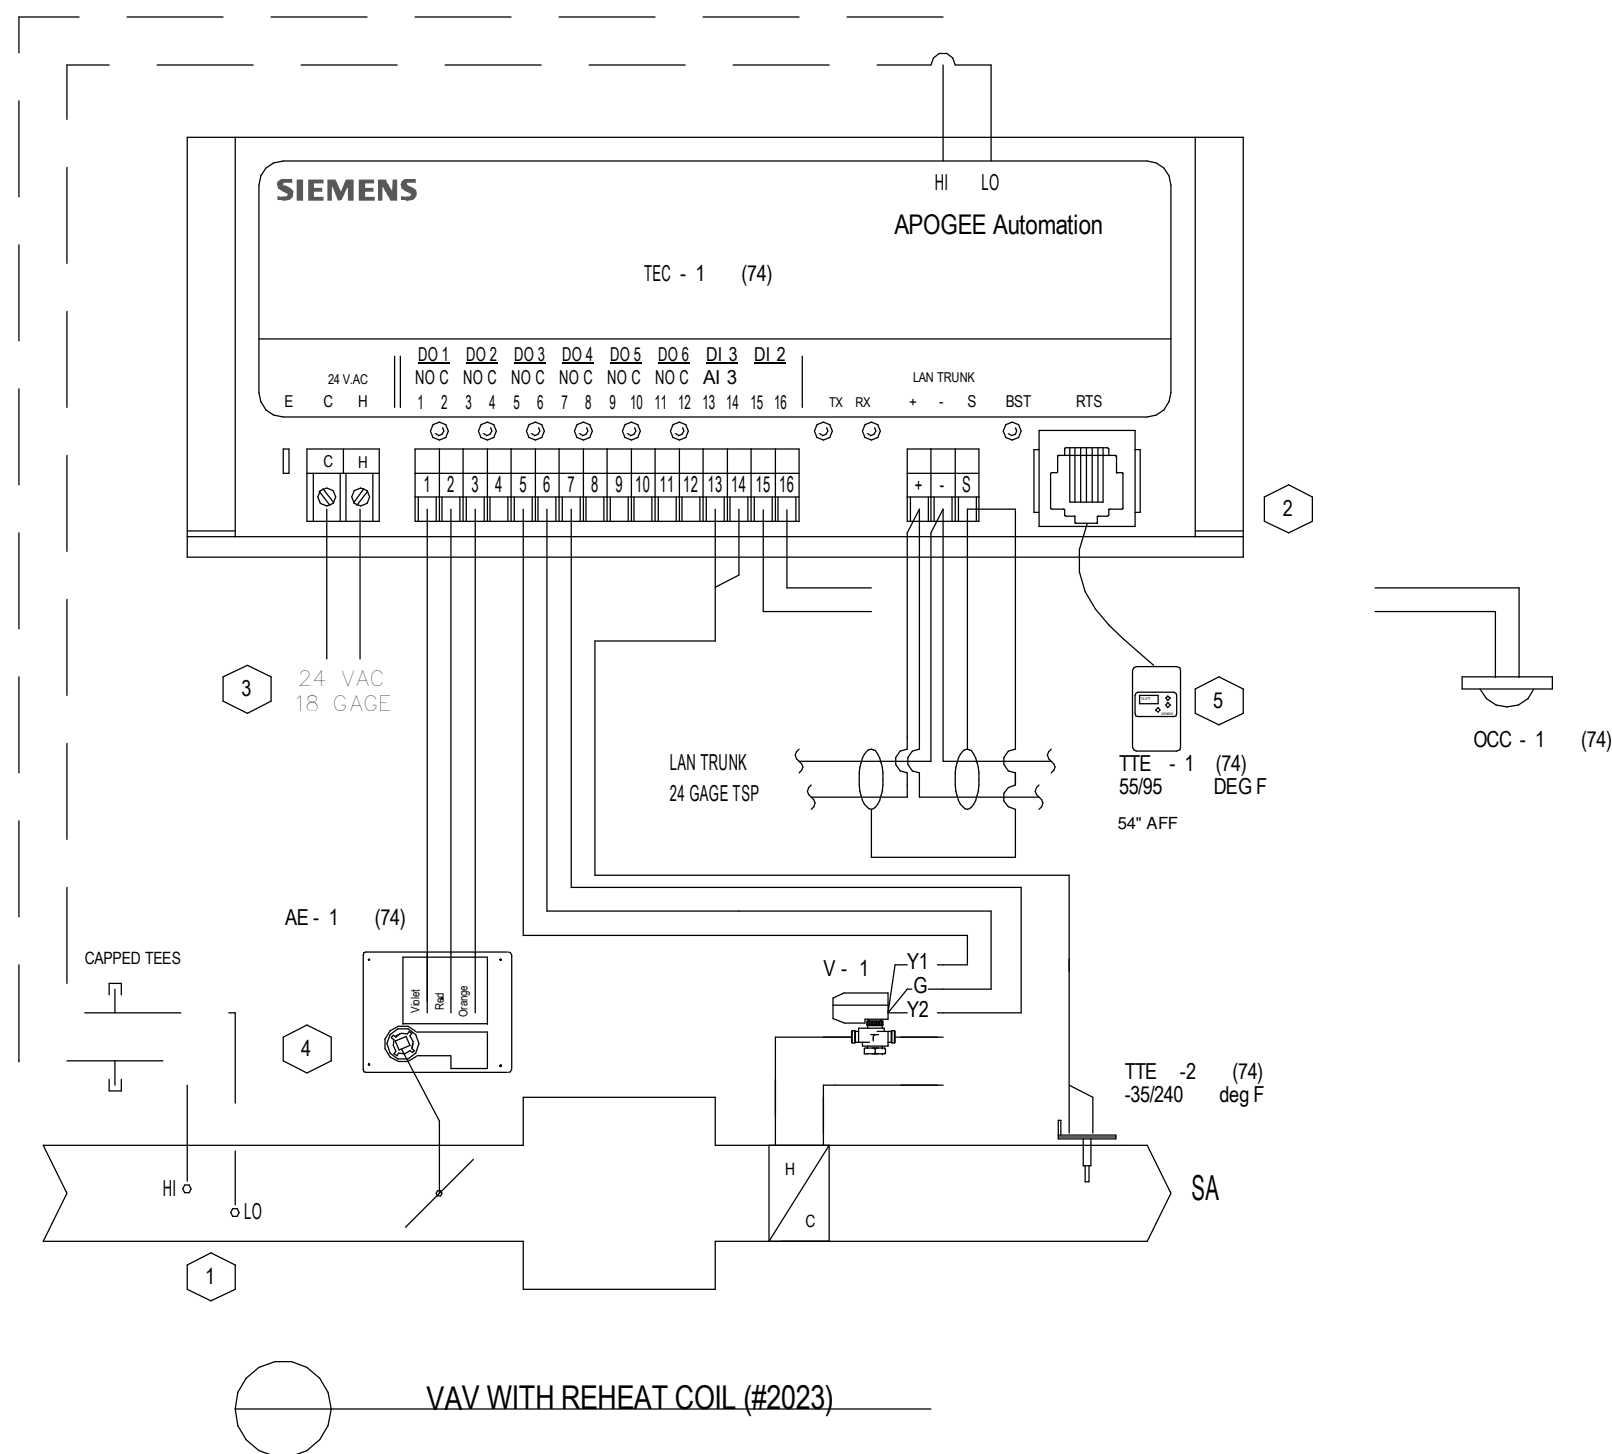 HI LO
SIEMENS
APOGEE Automation
TEC - 1 (74)
DO 1 DO 2 DO 3 DO 4 DO 5 DO 6 DI 3 DI 2
24 V.AC NO C NO C NO C NO C NO C NO C AI 3 LAN TRUNK
E C H 1 2 3 4 5 6 7 8 9 10 11 12 13 14 15 16 TX RX + - S BST RTS
C H
1 2 3 4 5 6 7 8 9 10 11 12 13 14 15 16 + - S
2
3
24 VAC
18 GAGE
5
OCC - 1 (74)
LAN TRUNK
24 GAGE TSP
TTE - 1 (74)
55/95 DEG F
54" AFF
AE - 1 (74)
CAPPED TEES
V - 1
Y1
G
Y2
Violet
Red
Orange
4
TTE -2 (74)
-35/240 deg F
HI
LO
H
C
SA
1
VAV WITH REHEAT COIL (#2023)